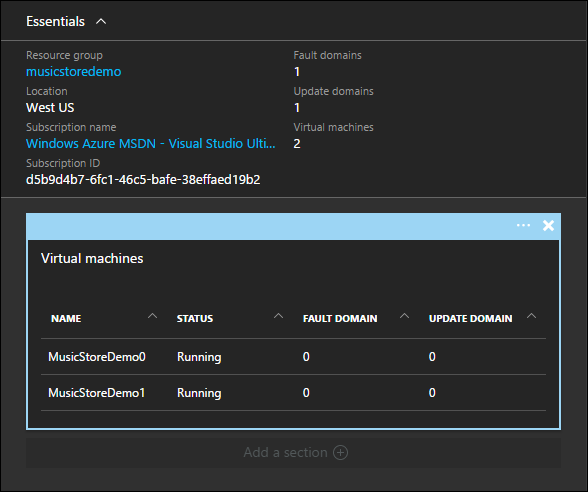 Essentials
Resource group
musicstoredemo
Location
West US
Subscription name
Windows Azure MSDN - Visual Studio Ulti...
Subscription ID
d5b9d4b7-6fc1-46c5-bafe-38effaed19b2
Fault domains
1
Update domains
1
Virtual machines
2
Virtual machines
NAME STATUS FAULT DOMAIN UPDATE DOMAIN
MusicStoreDemo0 Running 0 0
MusicStoreDemo1 Running 0 0
Add a section